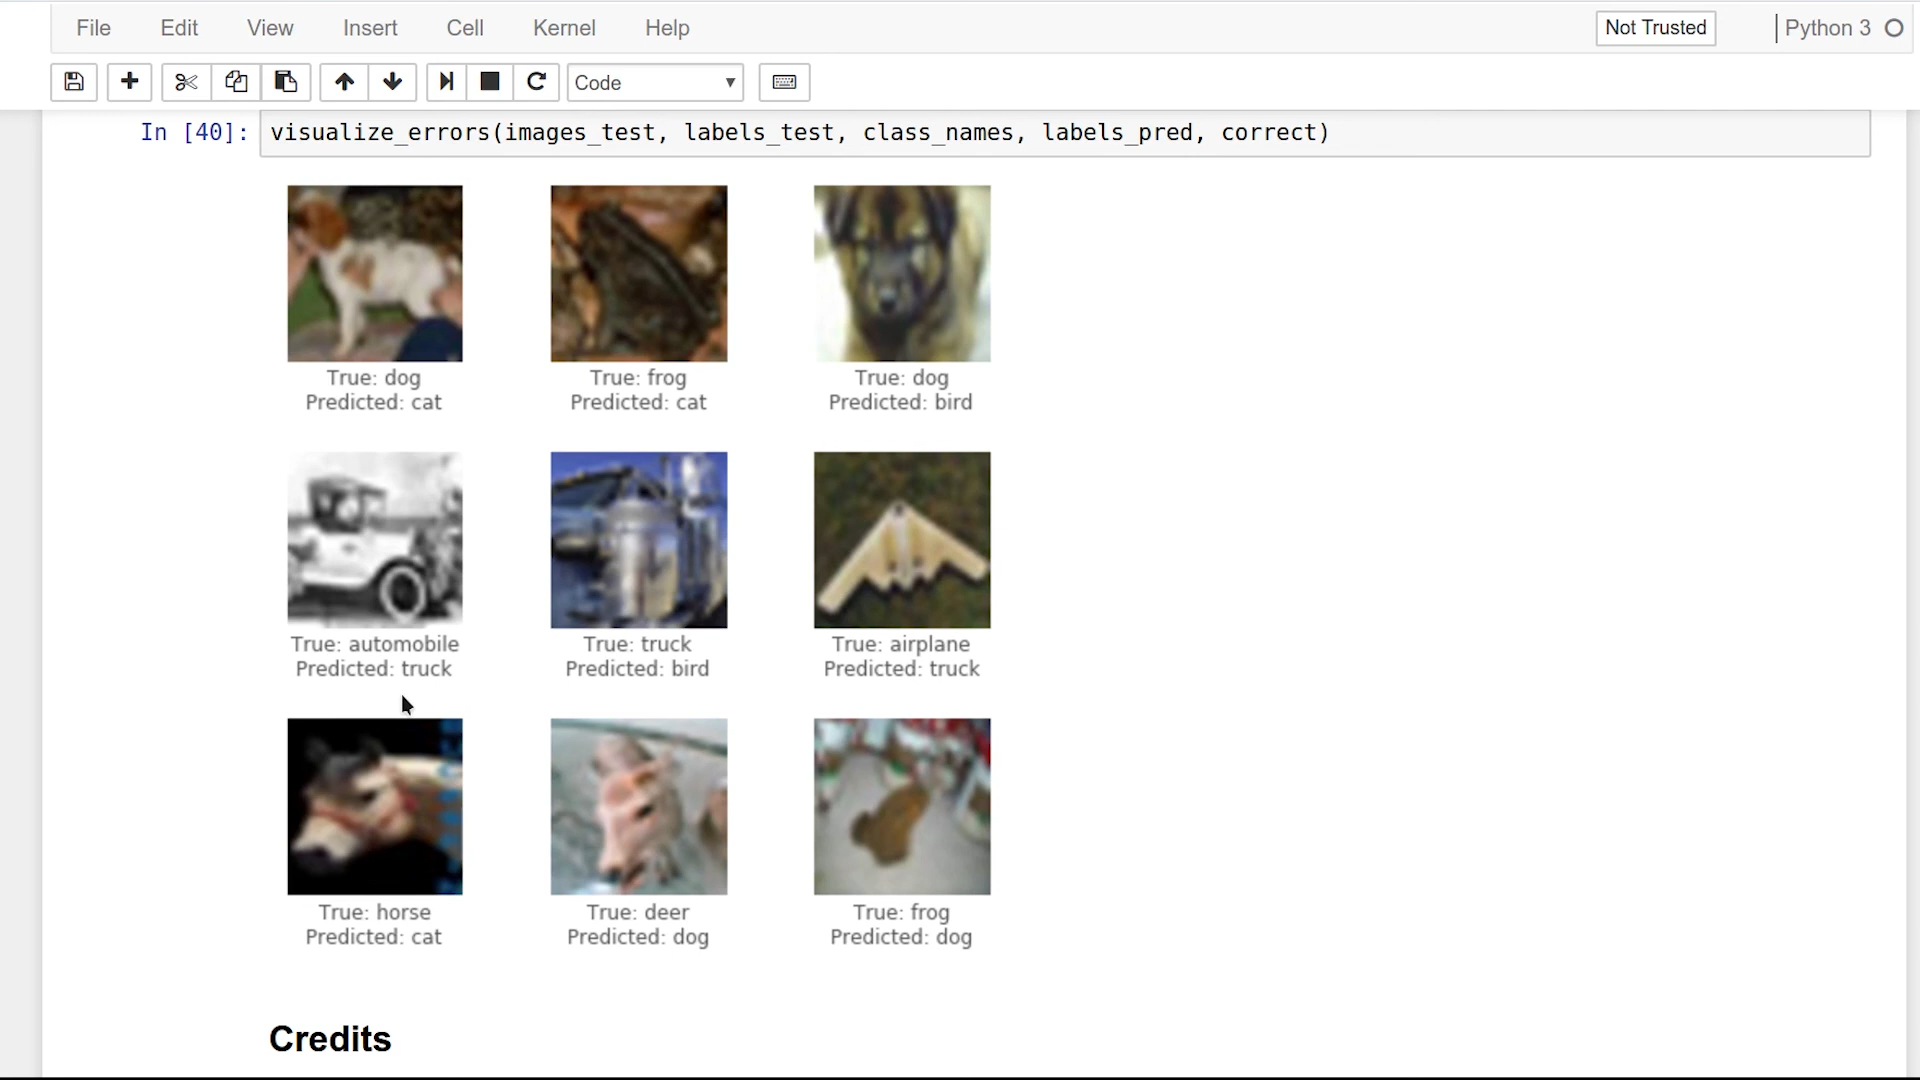 File Edit View Insert Cell Kernel Help Not Trusted Python 3
Code
In [40]: visualize_errors(images_test, labels_test, class_names, labels_pred, correct)
True: dog True: frog True: dog
Predicted: cat Predicted: cat Predicted: bird
True: automobile True: truck True: airplane
Predicted: truck Predicted: bird Predicted: truck
True: horse True: deer True: frog
Predicted: cat Predicted: dog Predicted: dog
Credits